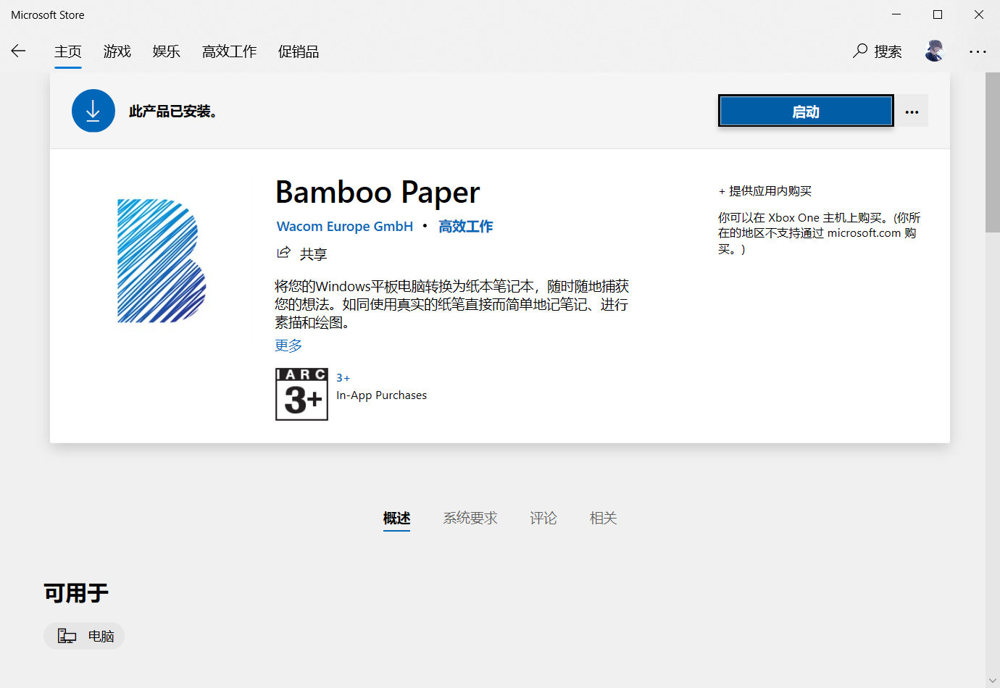 Microsoft Store
主页 游戏 娱乐 高效工作 促销品 搜索
此产品已安装。 启动
Bamboo Paper
Wacom Europe GmbH • 高效工作
共享
将您的Windows平板电脑转换为纸本笔记本，随时随地捕获
您的想法。如同使用真实的纸笔直接而简单地记笔记、进行
素描和绘图。
更多
IARC
3+
3+
In-App Purchases
+ 提供应用内购买
你可以在 Xbox One 主机上购买。(你所
在的地区不支持通过 microsoft.com 购
买。)
概述 系统要求 评论 相关
可用于
电脑